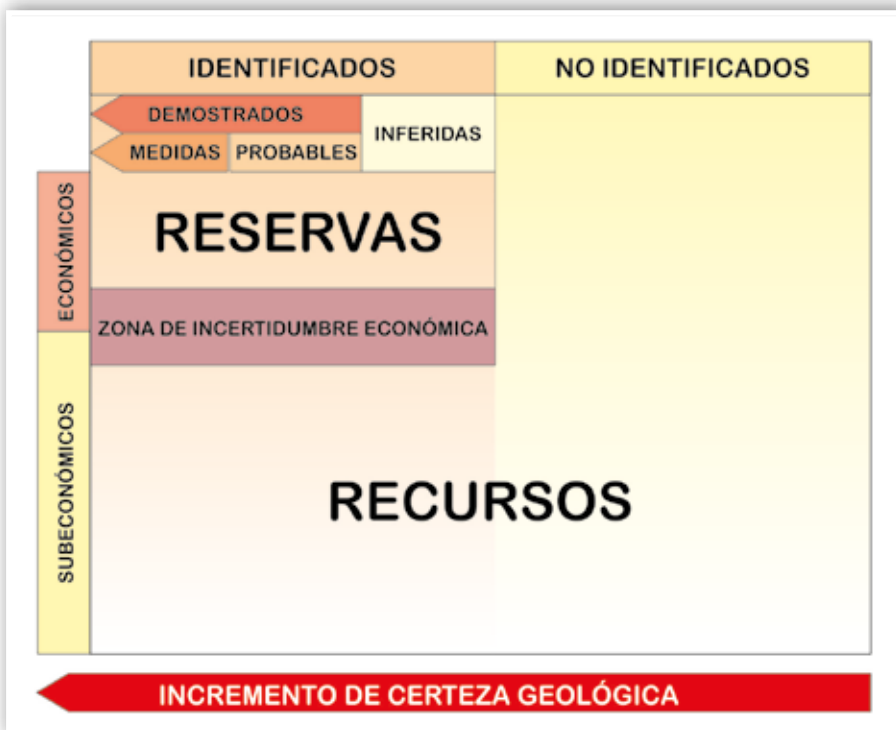 IDENTIFICADOS
NO IDENTIFICADOS
DEMOSTRADOS
INFERIDAS
MEDIDAS
PROBABLES
ECONÓMICOS
RESERVAS
ZONA DE INCERTIDUMBRE ECONÓMICA
SUBECONÓMICOS
RECURSOS
INCREMENTO DE CERTEZA GEOLÓGICA